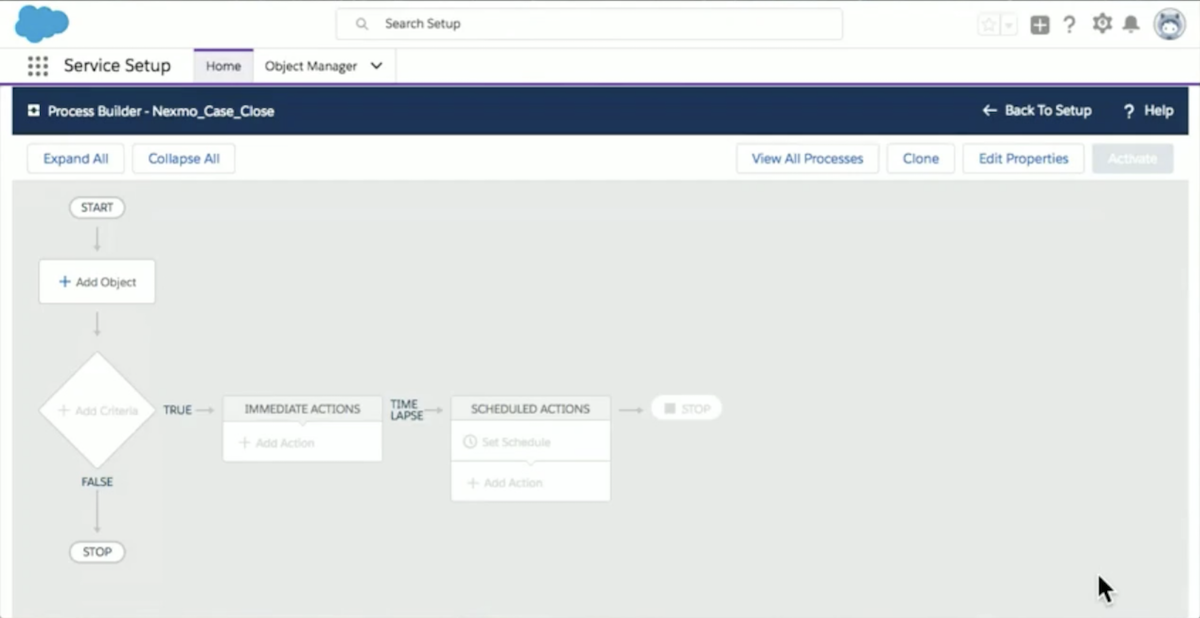 Search Setup
Service Setup
Home
Object Manager
Process Builder - Nexmo_Case_Close
Back To Setup
? Help
Expand All
Collapse All
View All Processes
Clone
Edit Properties
Activate
START
+ Add Object
+ Add Criteria
TRUE
IMMEDIATE ACTIONS
+ Add Action
TIME
LAPSE
SCHEDULED ACTIONS
Set Schedule
+ Add Action
STOP
FALSE
STOP